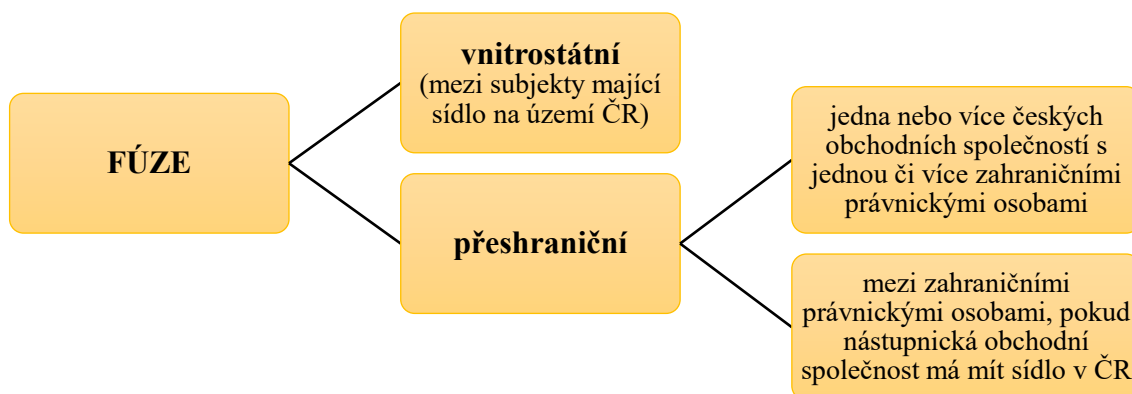 FÚZE
vnitrostátní
(mezi subjekty mající
sídlo na území ČR)
přeshraniční
jedna nebo více českých
obchodních společností s
jednou či více zahraničními
právnickými osobami
mezi zahraničními
právnickými osobami, pokud
nástupnická obchodní
společnost má mít sídlo v ČR